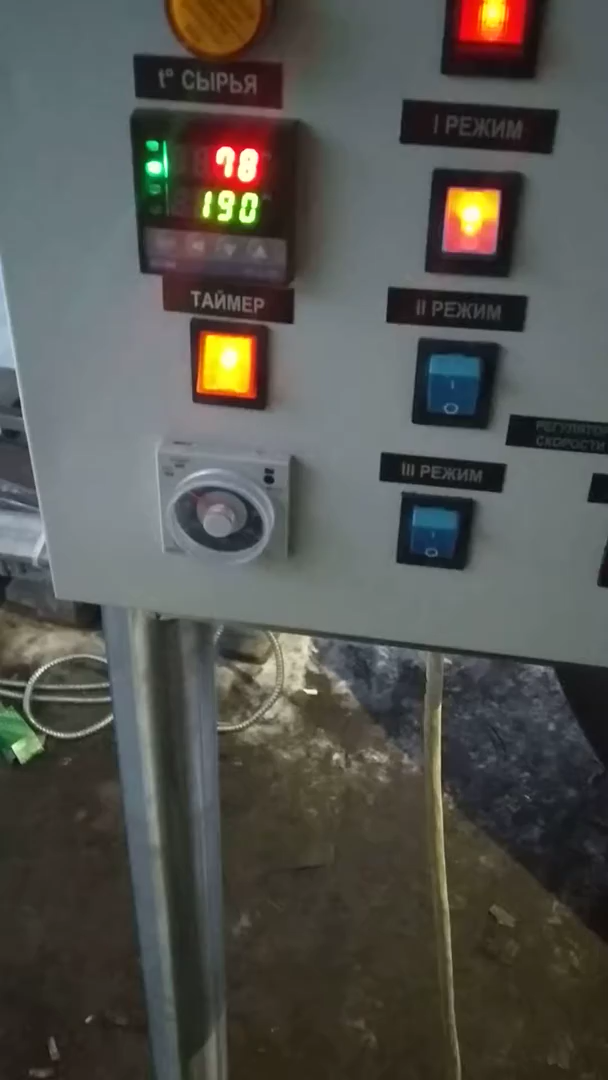 t° СЫРЬЯ
I РЕЖИМ
78
190
ТАЙМЕР
II РЕЖИМ
РЕГУЛЯТОР
СКОРОСТИ
III РЕЖИМ